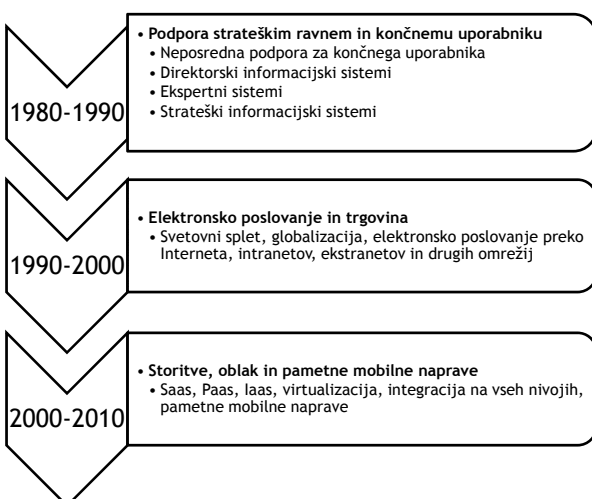 1980-1990
• Podpora strateškim ravnem in končnemu uporabniku
• Neposredna podpora za končnega uporabnika
• Direktorski informacijski sistemi
• Ekspertni sistemi
• Strateški informacijski sistemi
1990-2000
• Elektronsko poslovanje in trgovina
• Svetovni splet, globalizacija, elektronsko poslovanje preko
Interneta, intranetov, ekstranetov in drugih omrežij
2000-2010
• Storitve, oblak in pametne mobilne naprave
• Saas, Paas, Iaas, virtualizacija, integracija na vseh nivojih,
pametne mobilne naprave